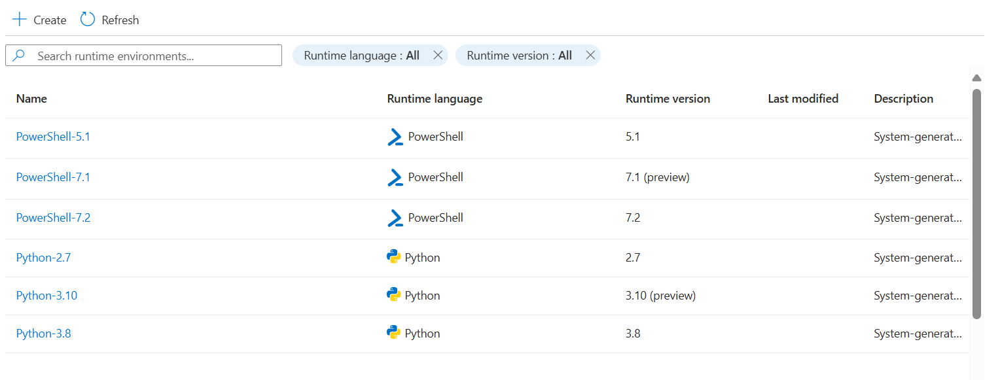 Create Refresh
Search runtime environments... Runtime language : All Runtime version : All
Name Runtime language Runtime version Last modified Description
PowerShell-5.1 PowerShell 5.1 System-generat...
PowerShell-7.1 PowerShell 7.1 (preview) System-generat...
PowerShell-7.2 PowerShell 7.2 System-generat...
Python-2.7 Python 2.7 System-generat...
Python-3.10 Python 3.10 (preview) System-generat...
Python-3.8 Python 3.8 System-generat...